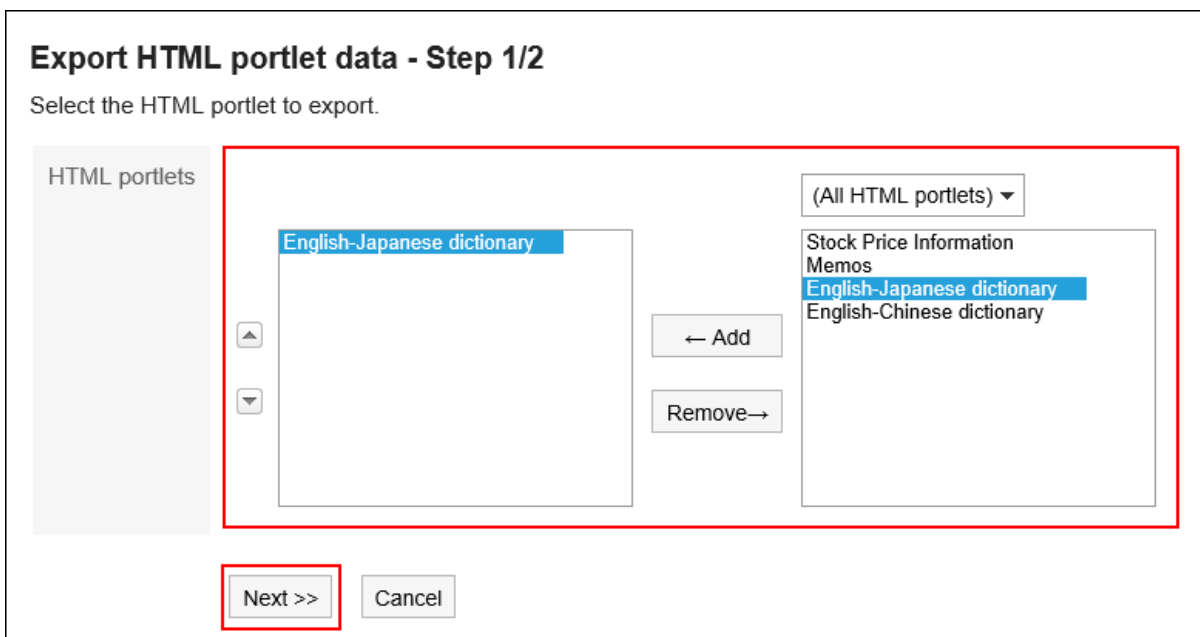 Export HTML portlet data - Step 1/2
Select the HTML portlet to export.
HTML portlets
(All HTML portlets)
English-Japanese dictionary
Stock Price Information
Memos
English-Japanese dictionary
English-Chinese dictionary
← Add
Remove→
Next >>
Cancel